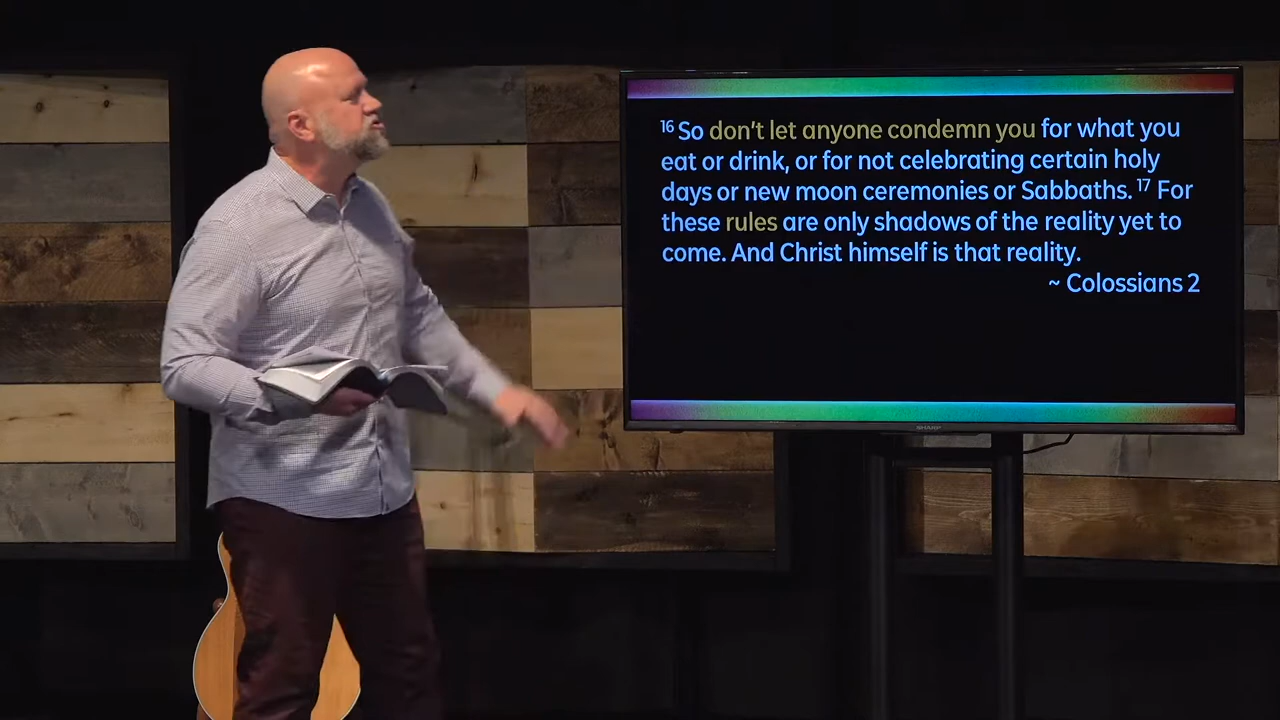 ¹⁶ So don't let anyone condemn you for what you
eat or drink, or for not celebrating certain holy
days or new moon ceremonies or Sabbaths. ¹⁷ For
these rules are only shadows of the reality yet to
come. And Christ himself is that reality.
~ Colossians 2
SHARP